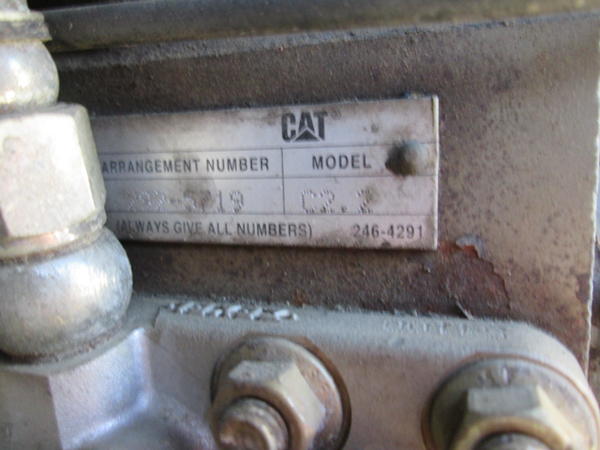 CAT
ARRANGEMENT NUMBER MODEL
C2.2
(ALWAYS GIVE ALL NUMBERS) 246-4291